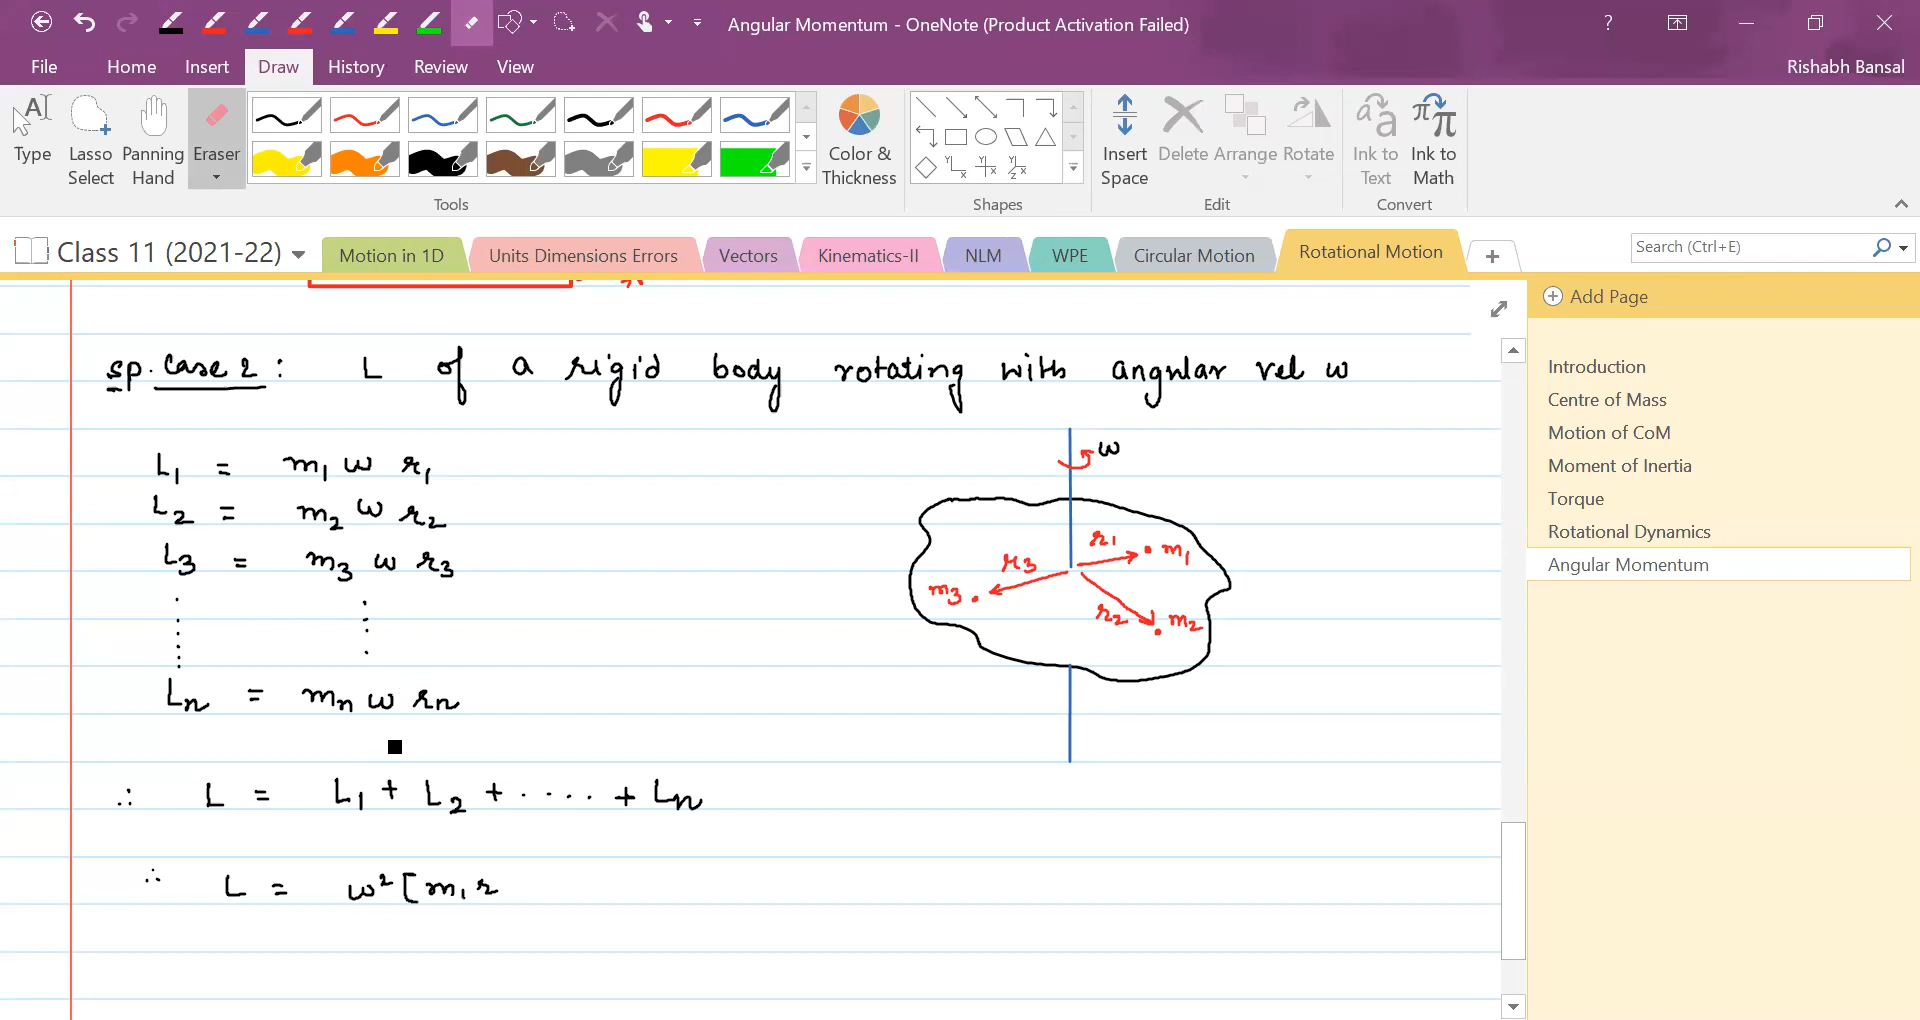 Angular Momentum - OneNote (Product Activation Failed)
?
File Home Insert Draw History Review View
Rishabh Bansal
Type
Lasso Select
Panning Hand
Eraser
Color & Thickness
Insert Space
Delete
Arrange
Rotate
Ink to Text
Ink to Math
Tools
Shapes
Edit
Convert
Class 11 (2021-22)
Motion in 1D
Units Dimensions Errors
Vectors
Kinematics-II
NLM
WPE
Circular Motion
Rotational Motion
Search (Ctrl+E)
Add Page
Introduction
Centre of Mass
Motion of CoM
Moment of Inertia
Torque
Rotational Dynamics
Angular Momentum
sp. Case 2 : L of a rigid body rotating with angular vel ω
L₁ = m₁ ω r₁
L₂ = m₂ ω r₂
L₃ = m₃ ω r₃
Lₙ = mₙ ω rₙ
∴ L = L₁ + L₂ + ..... + Lₙ
∴ L = ω² [ m₁ r
ω
r₁ m₁
r₃
m₃
r₂ m₂